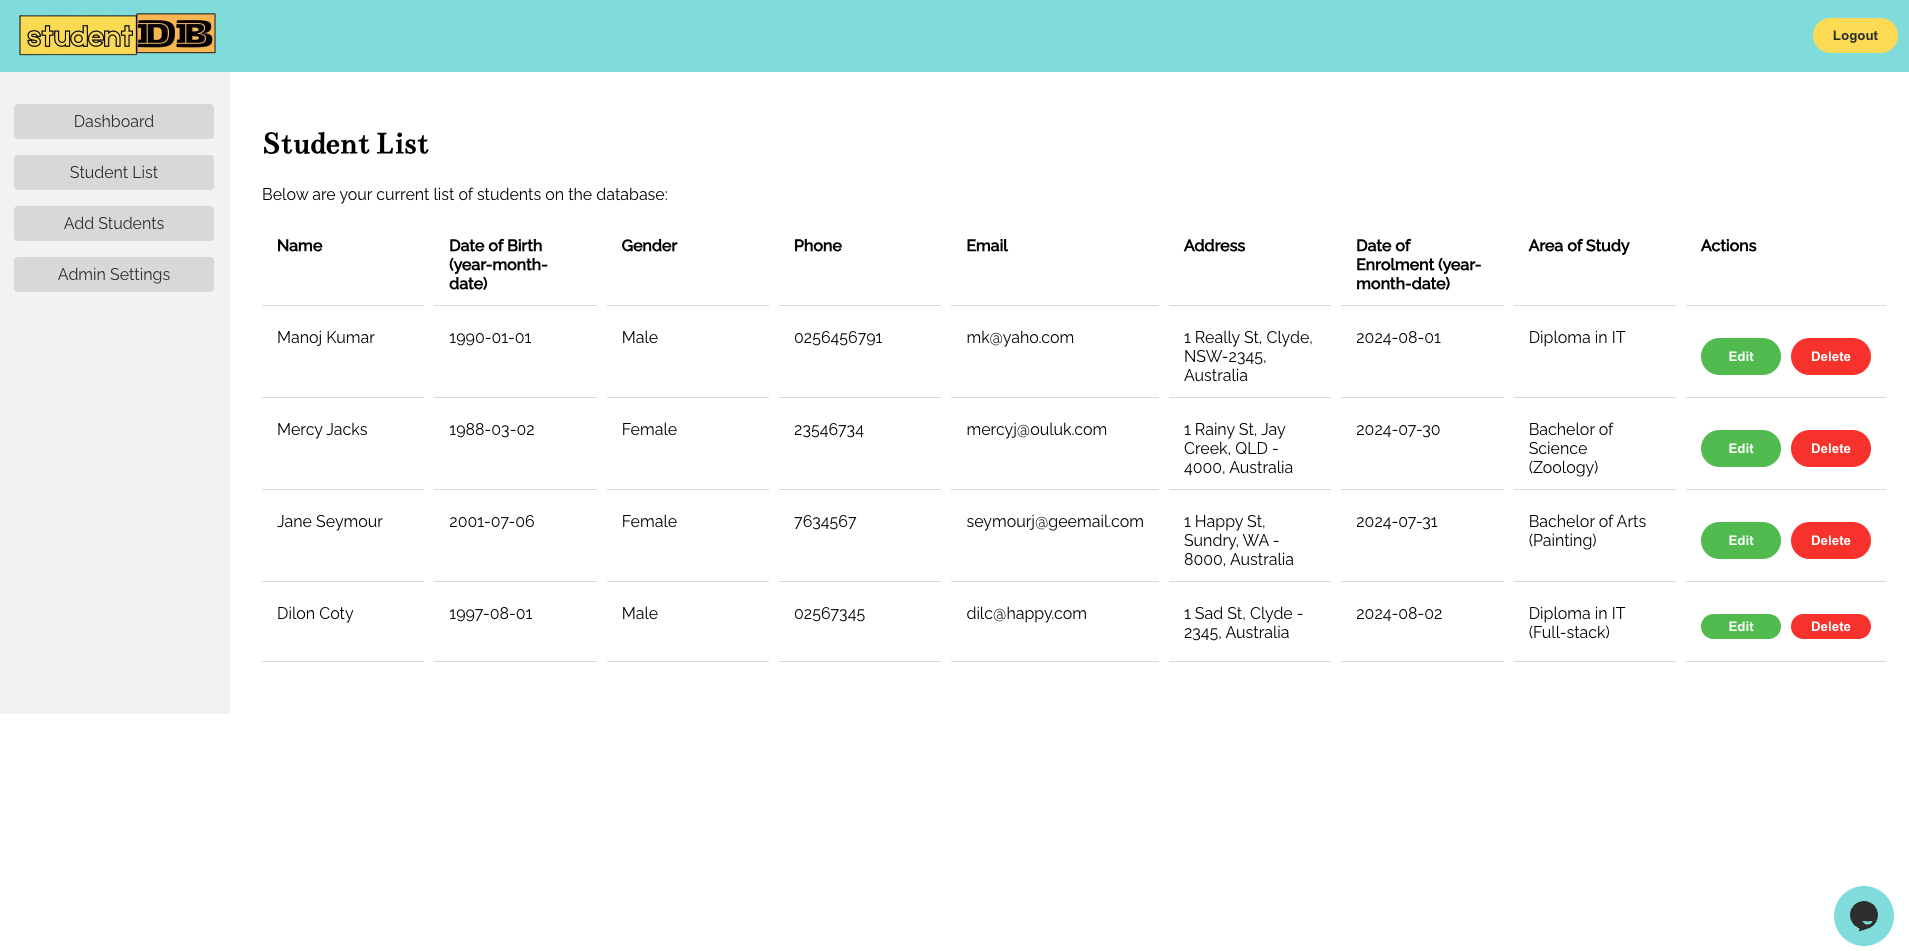 studentDB
Logout
Dashboard
Student List
Add Students
Admin Settings
Student List
Below are your current list of students on the database:
Name
Date of Birth
(year-month-
date)
Gender
Phone
Email
Address
Date of
Enrolment (year-
month-date)
Area of Study
Actions
Manoj Kumar
1990-01-01
Male
0256456791
mk@yaho.com
1 Really St, Clyde,
NSW-2345,
Australia
2024-08-01
Diploma in IT
Edit
Delete
Mercy Jacks
1988-03-02
Female
23546734
mercyj@ouluk.com
1 Rainy St, Jay
Creek, QLD -
4000, Australia
2024-07-30
Bachelor of
Science
(Zoology)
Edit
Delete
Jane Seymour
2001-07-06
Female
7634567
seymourj@geemail.com
1 Happy St,
Sundry, WA -
8000, Australia
2024-07-31
Bachelor of Arts
(Painting)
Edit
Delete
Dilon Coty
1997-08-01
Male
02567345
dilc@happy.com
1 Sad St, Clyde -
2345, Australia
2024-08-02
Diploma in IT
(Full-stack)
Edit
Delete